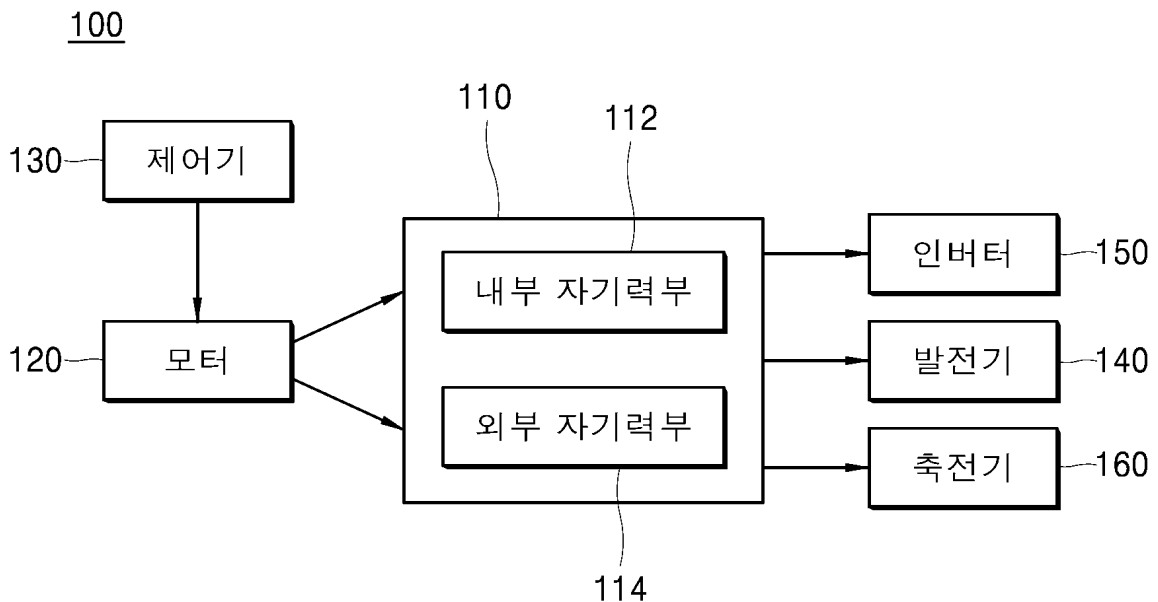 100
110
112
130
제어기
인버터
150
내부 자기력부
120
모터
발전기
140
외부 자기력부
축전기
160
114